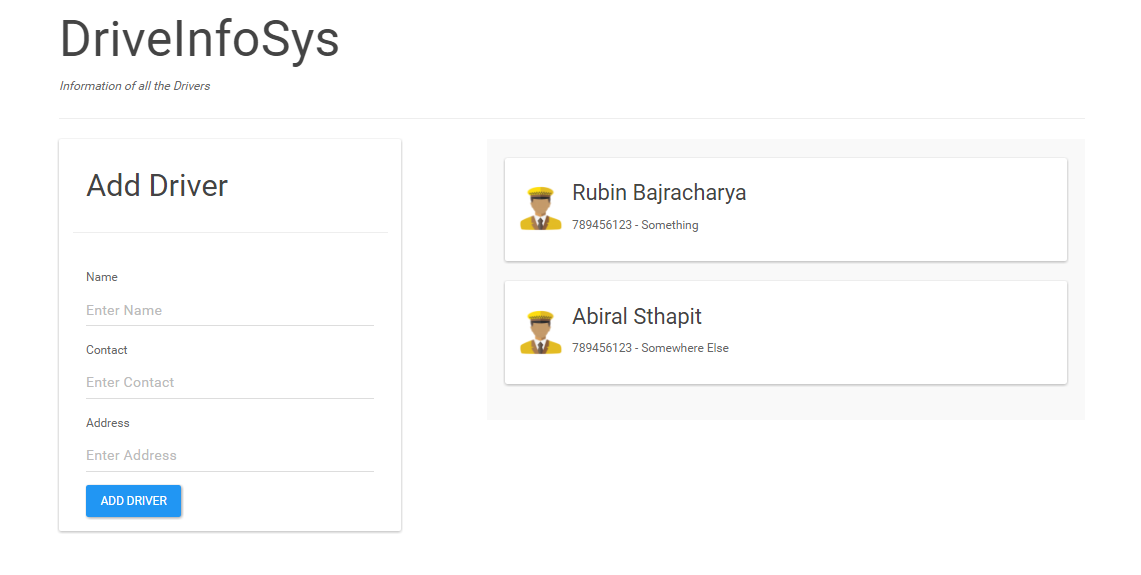 DriveInfoSys
Information of all the Drivers
Add Driver
Name
Enter Name
Contact
Enter Contact
Address
Enter Address
ADD DRIVER
Rubin Bajracharya
789456123 - Something
Abiral Sthapit
789456123 - Somewhere Else